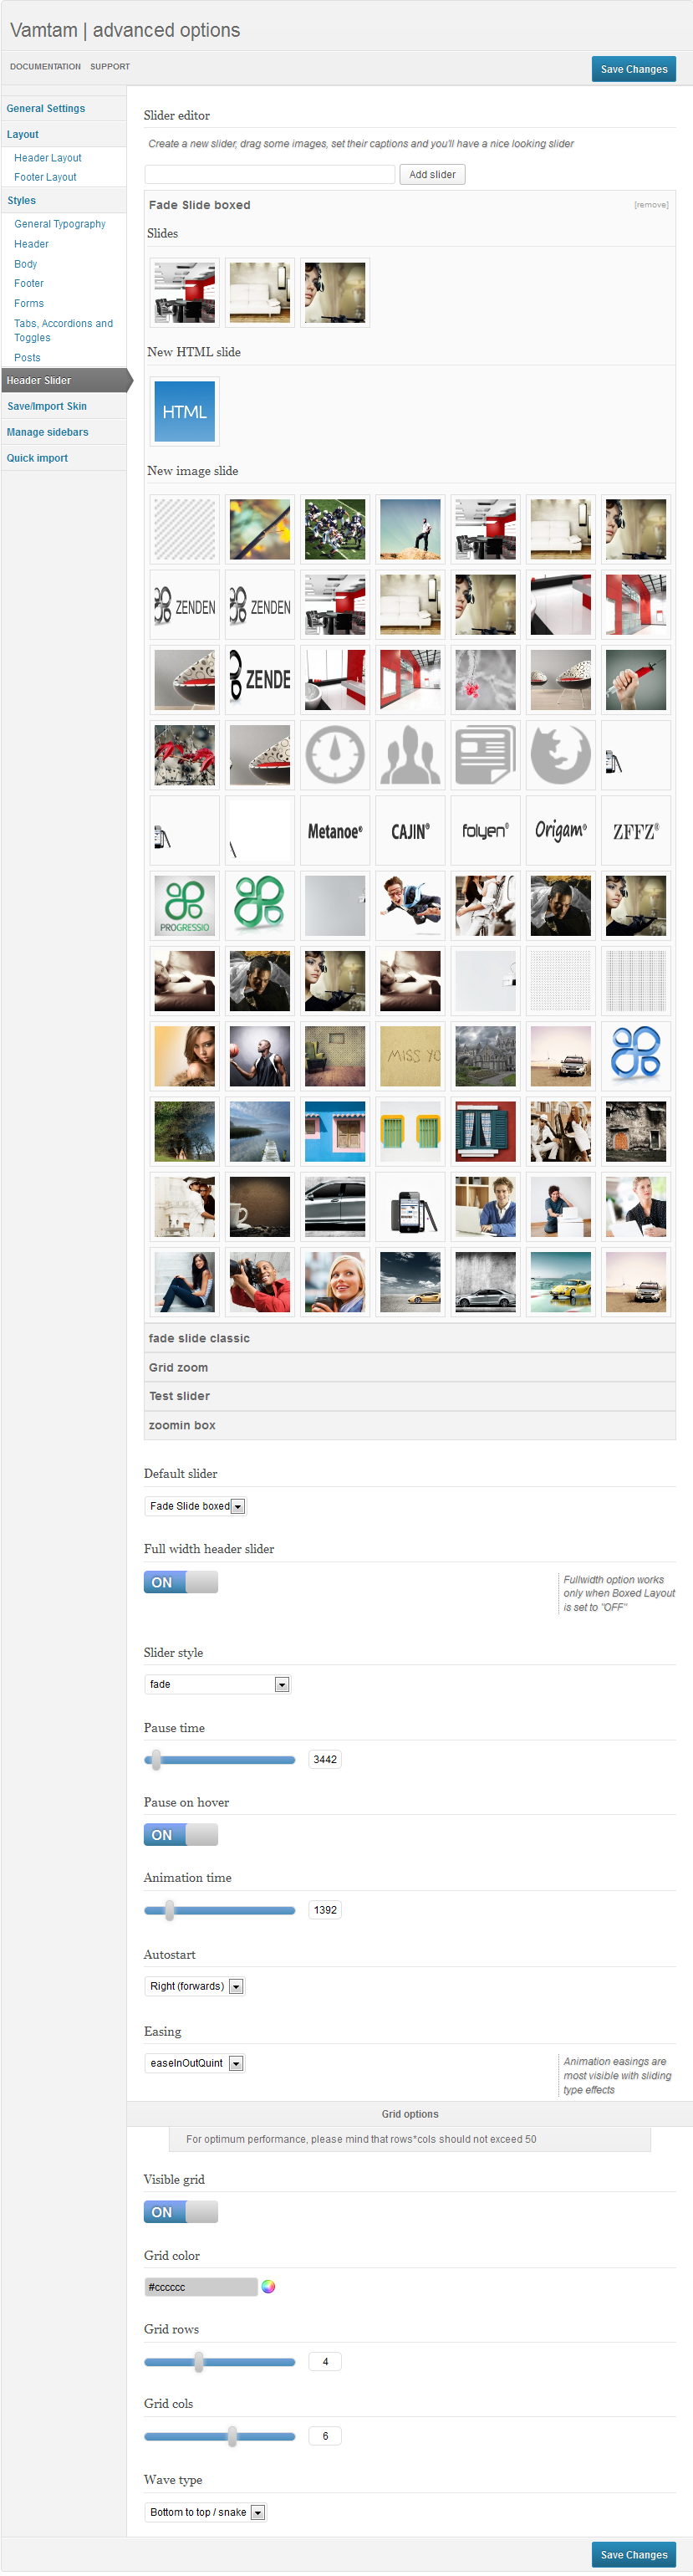 Vamtam | advanced options
DOCUMENTATION SUPPORT
Save Changes
General Settings
Layout
Header Layout
Footer Layout
Styles
General Typography
Header
Body
Footer
Forms
Tabs, Accordions and
Toggles
Posts
Header Slider
Save/Import Skin
Manage sidebars
Quick import
Slider editor
Create a new slider, drag some images, set their captions and you'll have a nice looking slider
Add slider
Fade Slide boxed
[remove]
Slides
New HTML slide
HTML
New image slide
ZENDEN
ZENDEN
ZENDE
Metanoe®
CAJIN®
folyen®
Origam®
ZFFZ®
PROGRESSIO
MISS YO
fade slide classic
Grid zoom
Test slider
zoomin box
Default slider
Fade Slide boxed
Full width header slider
ON
Fullwidth option works
only when Boxed Layout
is set to "OFF"
Slider style
fade
Pause time
3442
Pause on hover
ON
Animation time
1392
Autostart
Right (forwards)
Easing
easeInOutQuint
Animation easings are
most visible with sliding
type effects
Grid options
For optimum performance, please mind that rows*cols should not exceed 50
Visible grid
ON
Grid color
#cccccc
Grid rows
4
Grid cols
6
Wave type
Bottom to top / snake
Save Changes